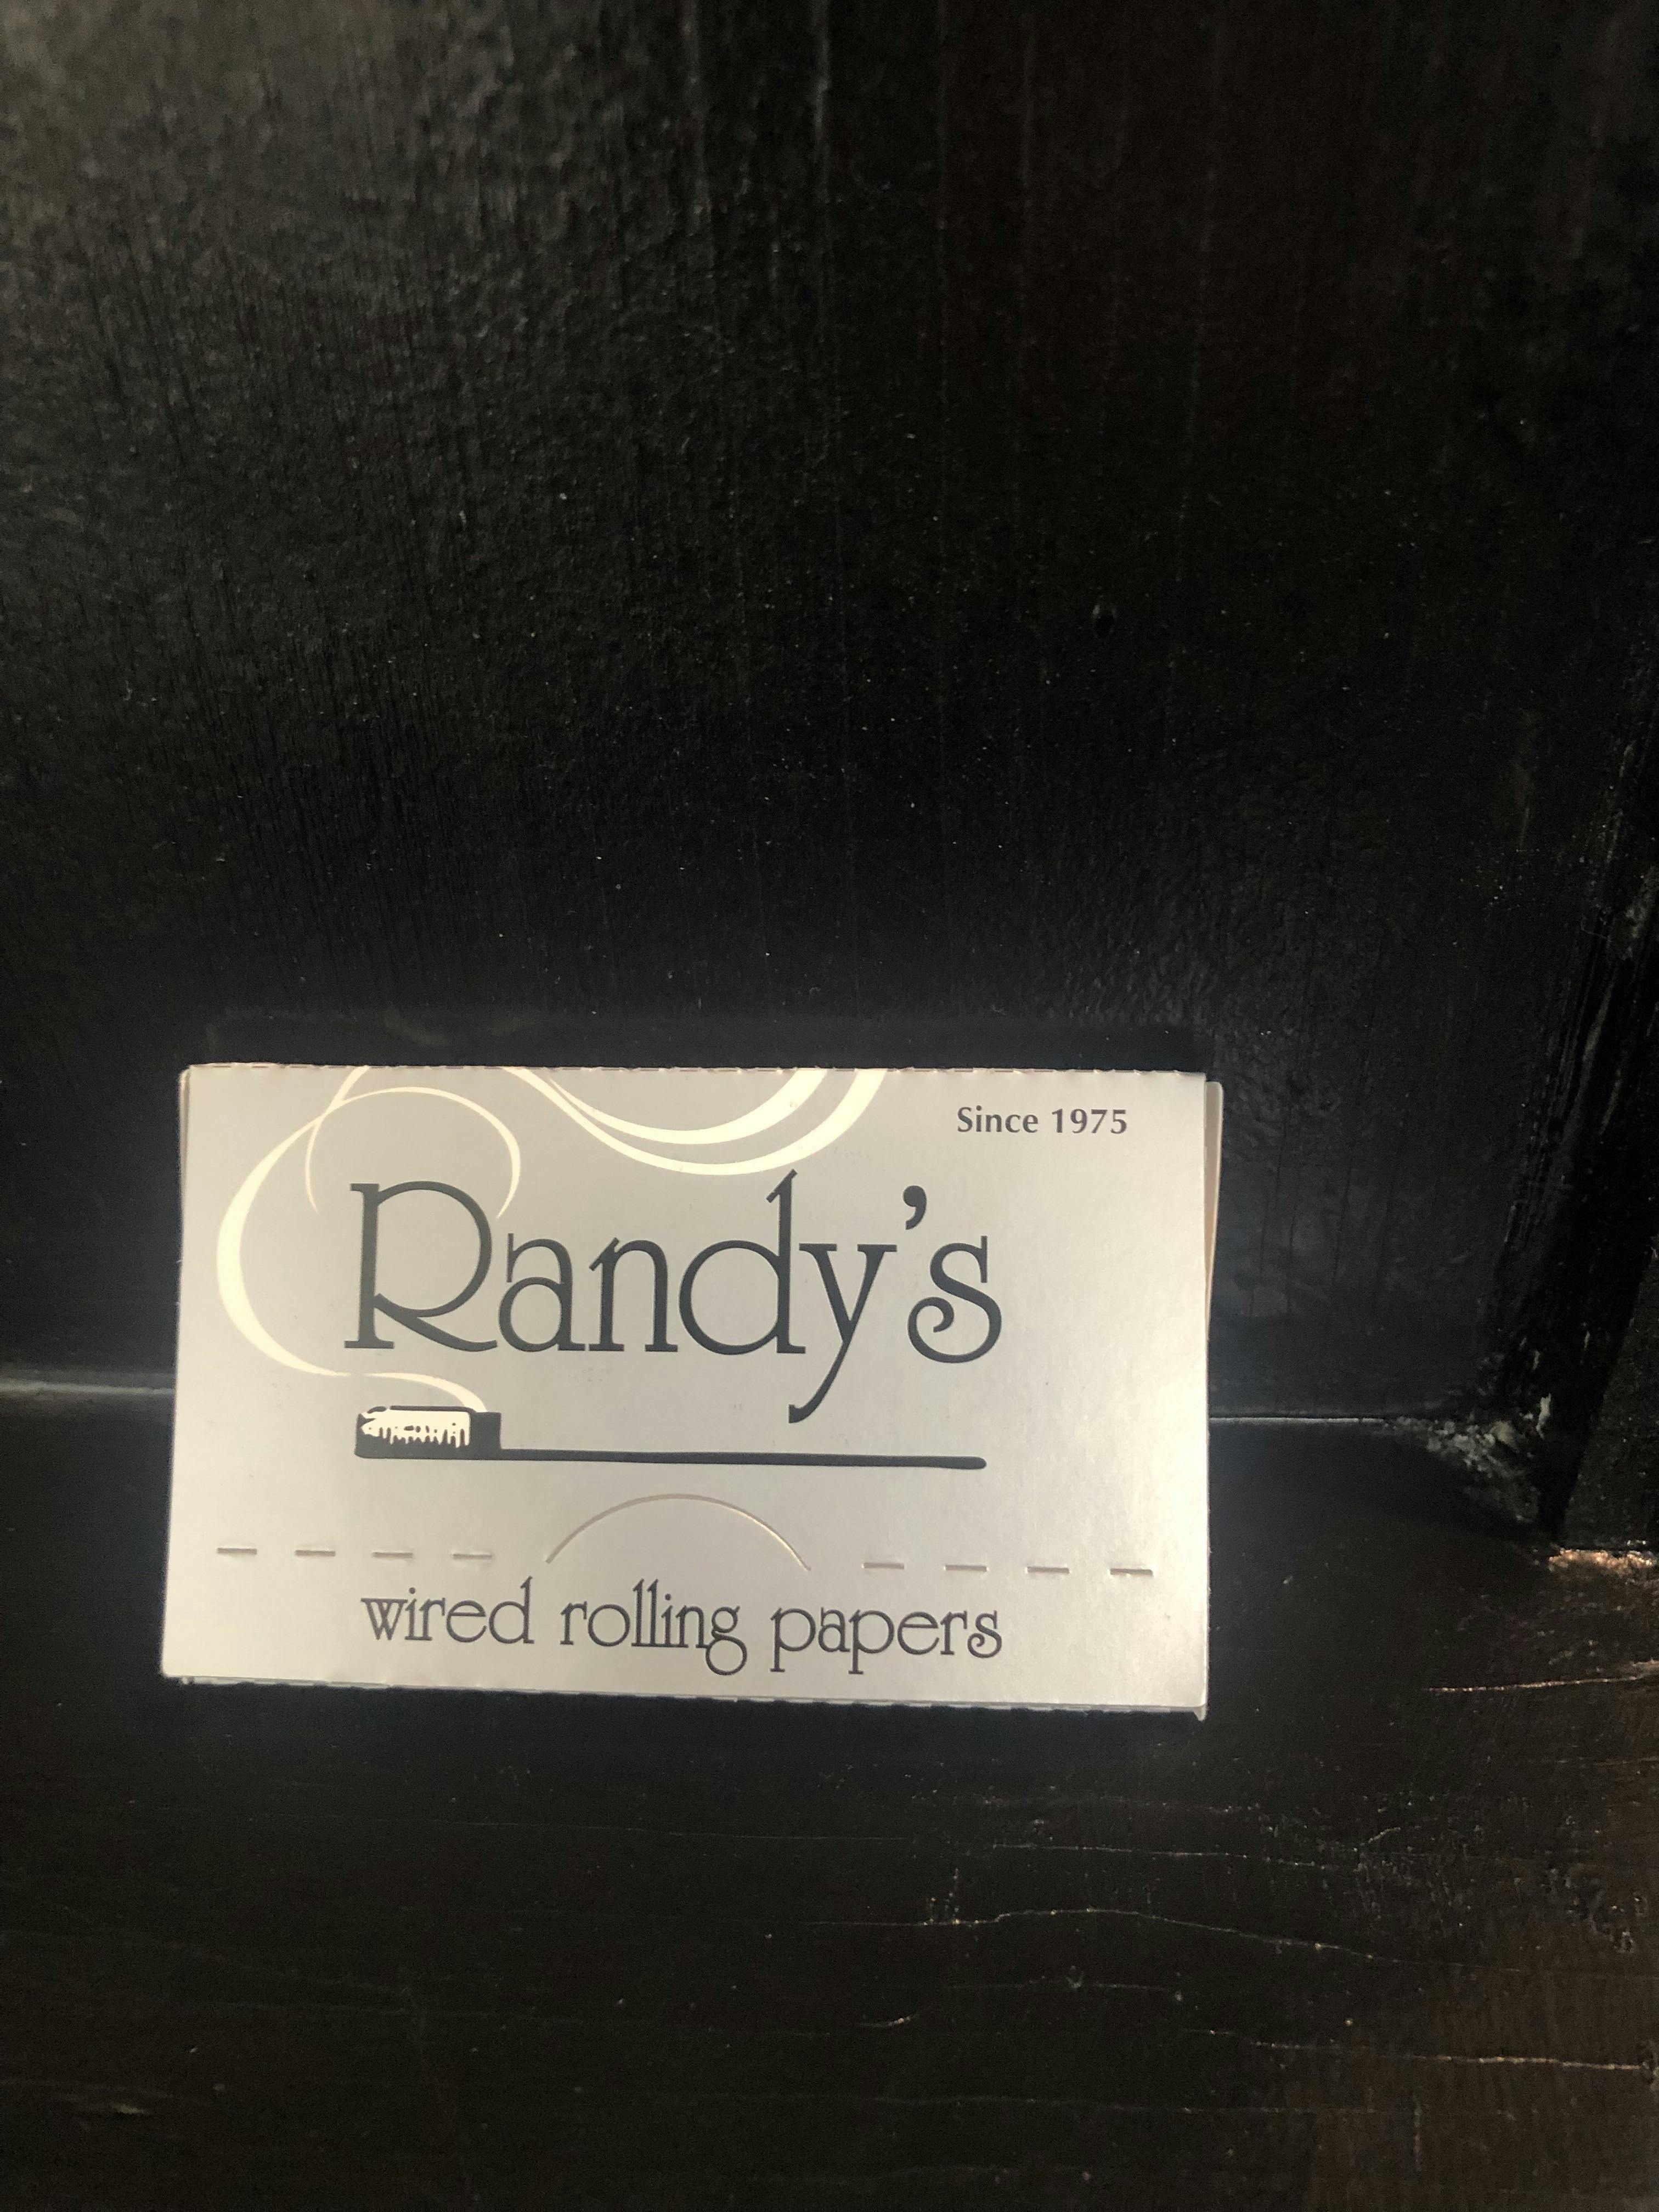 Since 1975
Randy's
wired rolling papers